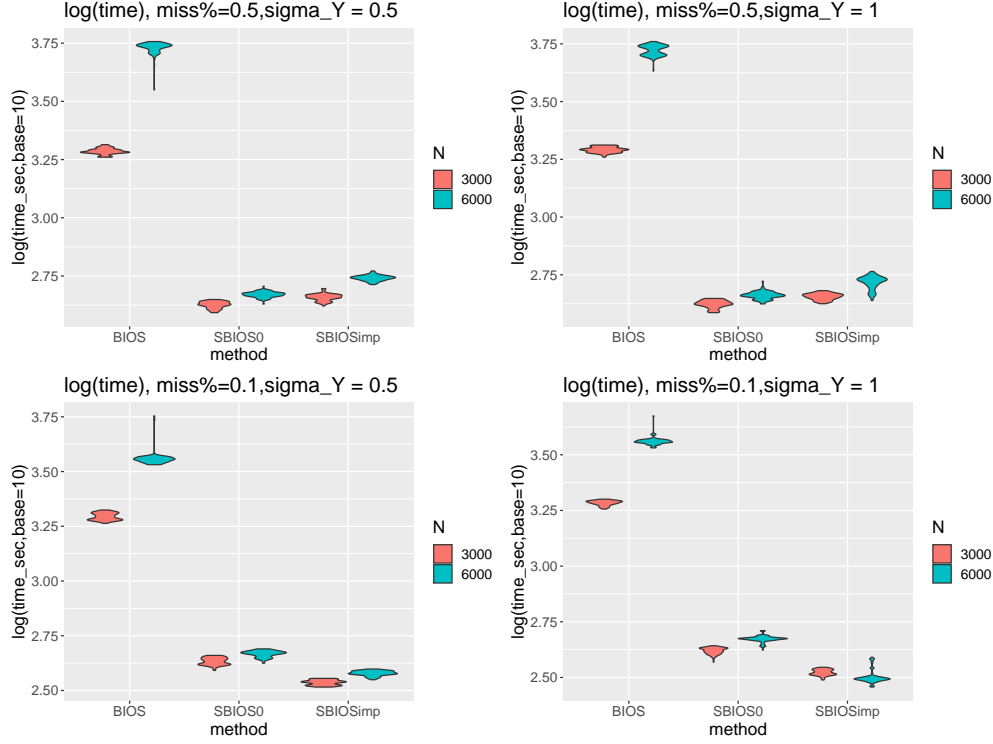 log(time), miss%=0.5,sigma_Y = 0.5
log(time_sec,base=10)
3.75
3.50
3.25
3.00
2.75
BIOS
SBIOS0
SBIOSimp
method
N
3000
6000
log(time), miss%=0.5,sigma_Y = 1
log(time_sec,base=10)
3.75
3.50
3.25
3.00
2.75
BIOS
SBIOS0
SBIOSimp
method
N
3000
6000
log(time), miss%=0.1,sigma_Y = 0.5
log(time_sec,base=10)
3.75
3.50
3.25
3.00
2.75
2.50
BIOS
SBIOS0
SBIOSimp
method
N
3000
6000
log(time), miss%=0.1,sigma_Y = 1
log(time_sec,base=10)
3.50
3.25
3.00
2.75
2.50
BIOS
SBIOS0
SBIOSimp
method
N
3000
6000